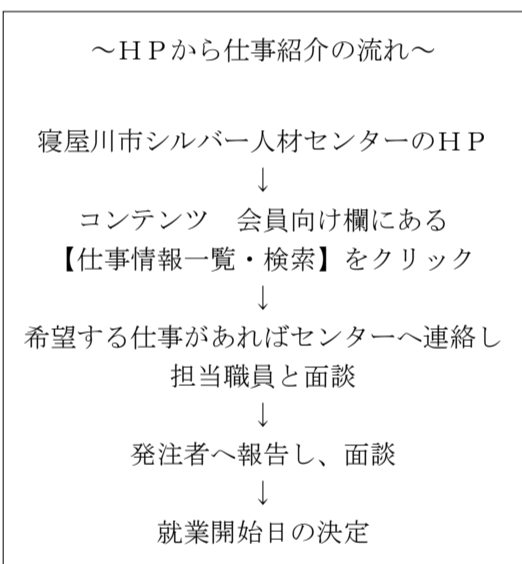 ～ＨＰから仕事紹介の流れ～
寝屋川市シルバー人材センターのＨＰ
↓
コンテンツ　会員向け欄にある
【仕事情報一覧・検索】をクリック
↓
希望する仕事があればセンターへ連絡し
担当職員と面談
↓
発注者へ報告し、面談
↓
就業開始日の決定